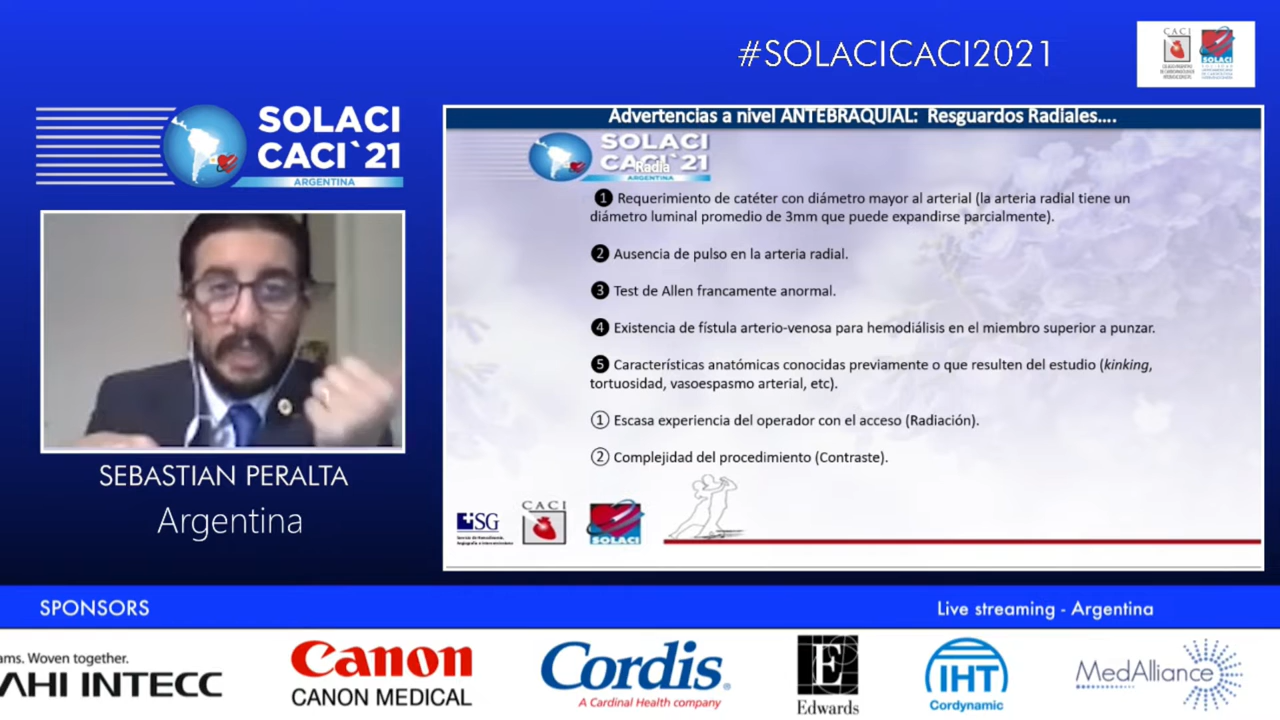 #SOLACICACI2021
CACI
SOLACI
SOLACI
CACI`21
ARGENTINA
SEBASTIAN PERALTA
Argentina
Advertencias a nivel ANTEBRAQUIAL: Resguardos Radiales....
SOLACI
CACI`21
Radia
ARGENTINA
❶ Requerimiento de catéter con diámetro mayor al arterial (la arteria radial tiene un
diámetro luminal promedio de 3mm que puede expandirse parcialmente).
❷ Ausencia de pulso en la arteria radial.
❸ Test de Allen francamente anormal.
❹ Existencia de fístula arterio-venosa para hemodiálisis en el miembro superior a punzar.
❺ Características anatómicas conocidas previamente o que resulten del estudio (kinking,
tortuosidad, vasoespasmo arterial, etc).
① Escasa experiencia del operador con el acceso (Radiación).
② Complejidad del procedimiento (Contraste).
SG
CACI
SOLACI
SPONSORS
Live streaming - Argentina
ams. Woven together.
AHI INTECC
Canon
CANON MEDICAL
Cordis
A Cardinal Health company
E
Edwards
IHT
Cordynamic
MedAlliance